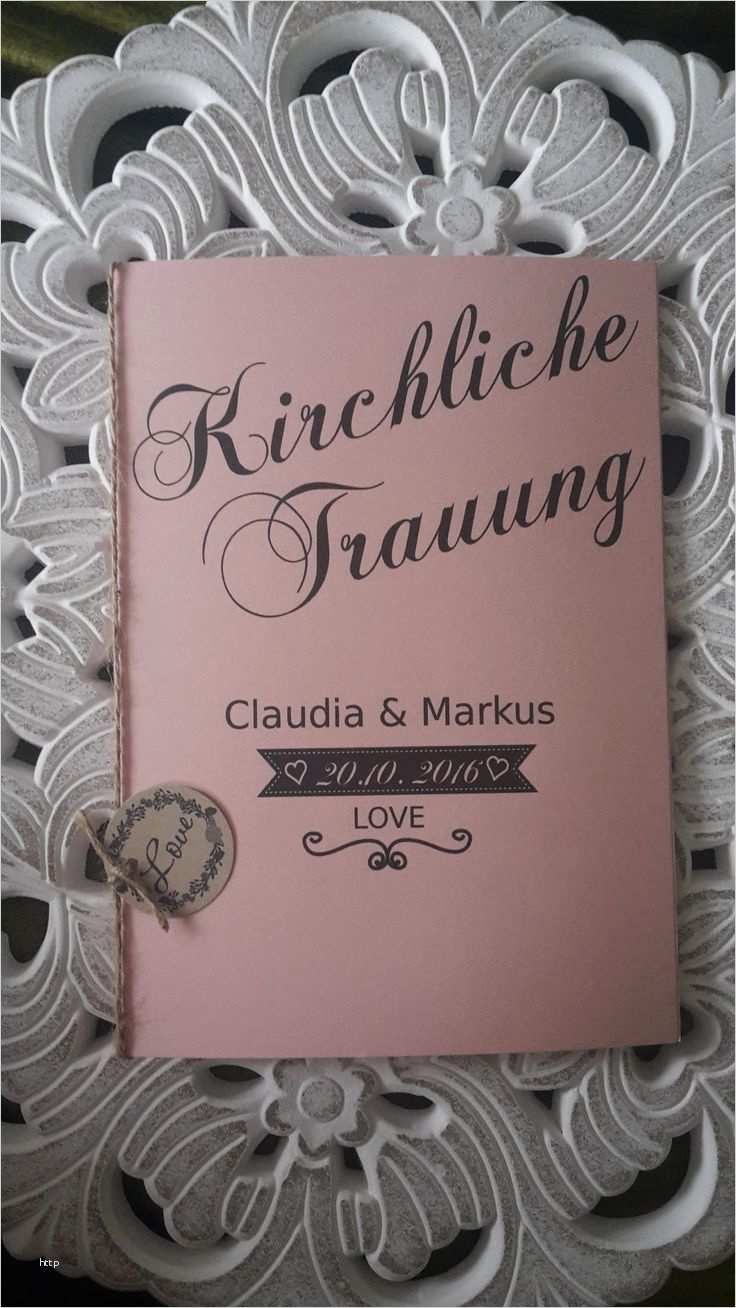 Kirchliche
Trauung
Claudia & Markus
♡ 20.10.2016 ♡
LOVE
Love
http